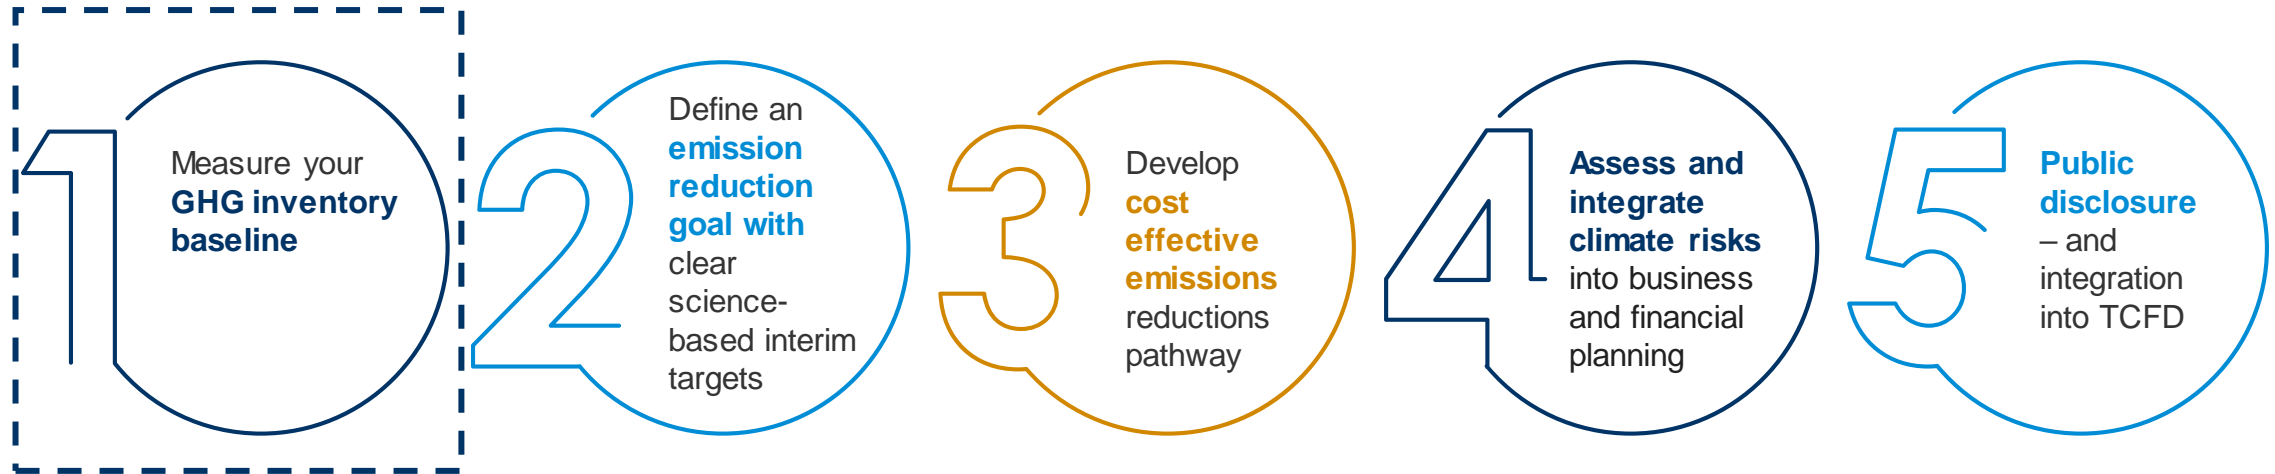 1
Measure your
GHG inventory
baseline
2
Define an
emission
reduction
goal with
clear
science-
based interim
targets
3
Develop
cost
effective
emissions
reductions
pathway
4
Assess and
integrate
climate risks
into business
and financial
planning
5
Public
disclosure
– and
integration
into TCFD